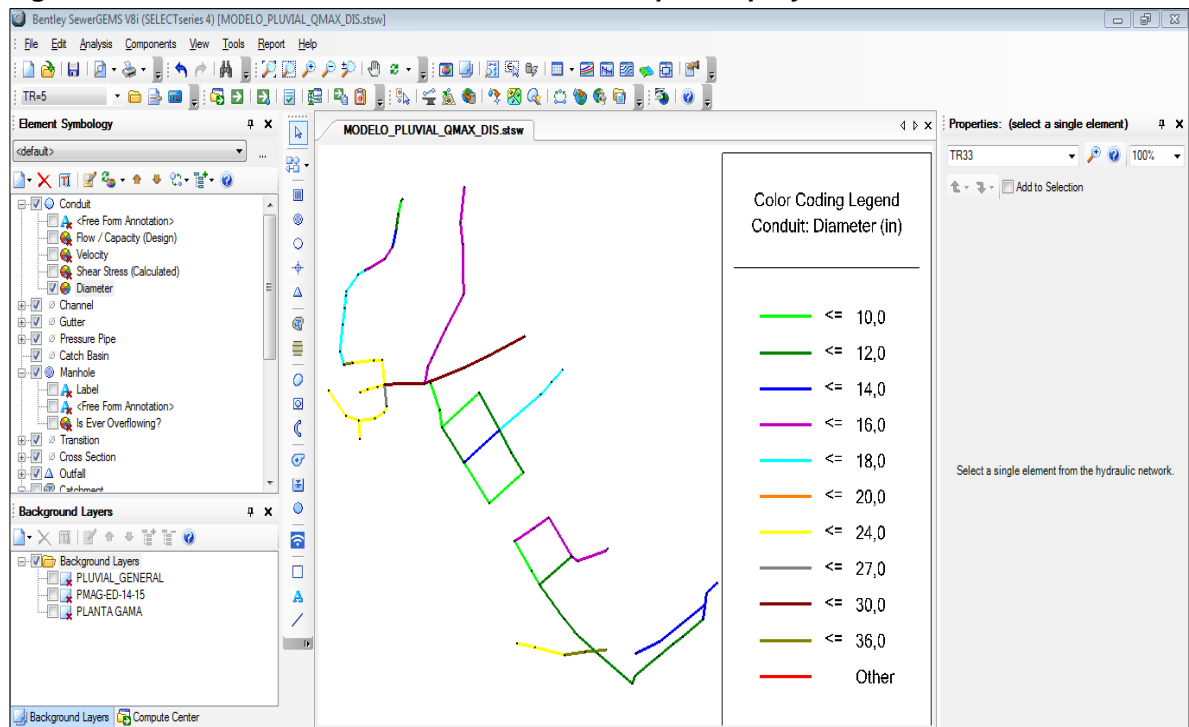 Bentley SewerGEMS V8i (SELECTseries 4) [MODELO_PLUVIAL_QMAX_DIS.stsw]
File Edit Analysis Components View Tools Report Help
TR=5
Element Symbology
<default>
Conduit
<Free Form Annotation>
Flow / Capacity (Design)
Velocity
Shear Stress (Calculated)
Diameter
Channel
Gutter
Pressure Pipe
Catch Basin
Manhole
Label
<Free Form Annotation>
Is Ever Overflowing?
Transition
Cross Section
Outfall
Catchment
Background Layers
Background Layers
PLUVIAL_GENERAL
PMAG-ED-14-15
PLANTA GAMA
Background Layers Compute Center
MODELO_PLUVIAL_QMAX_DIS.stsw
Color Coding Legend
Conduit: Diameter (in)
<= 10,0
<= 12,0
<= 14,0
<= 16,0
<= 18,0
<= 20,0
<= 24,0
<= 27,0
<= 30,0
<= 36,0
Other
Properties: (select a single element)
TR33 100%
Add to Selection
Select a single element from the hydraulic network.